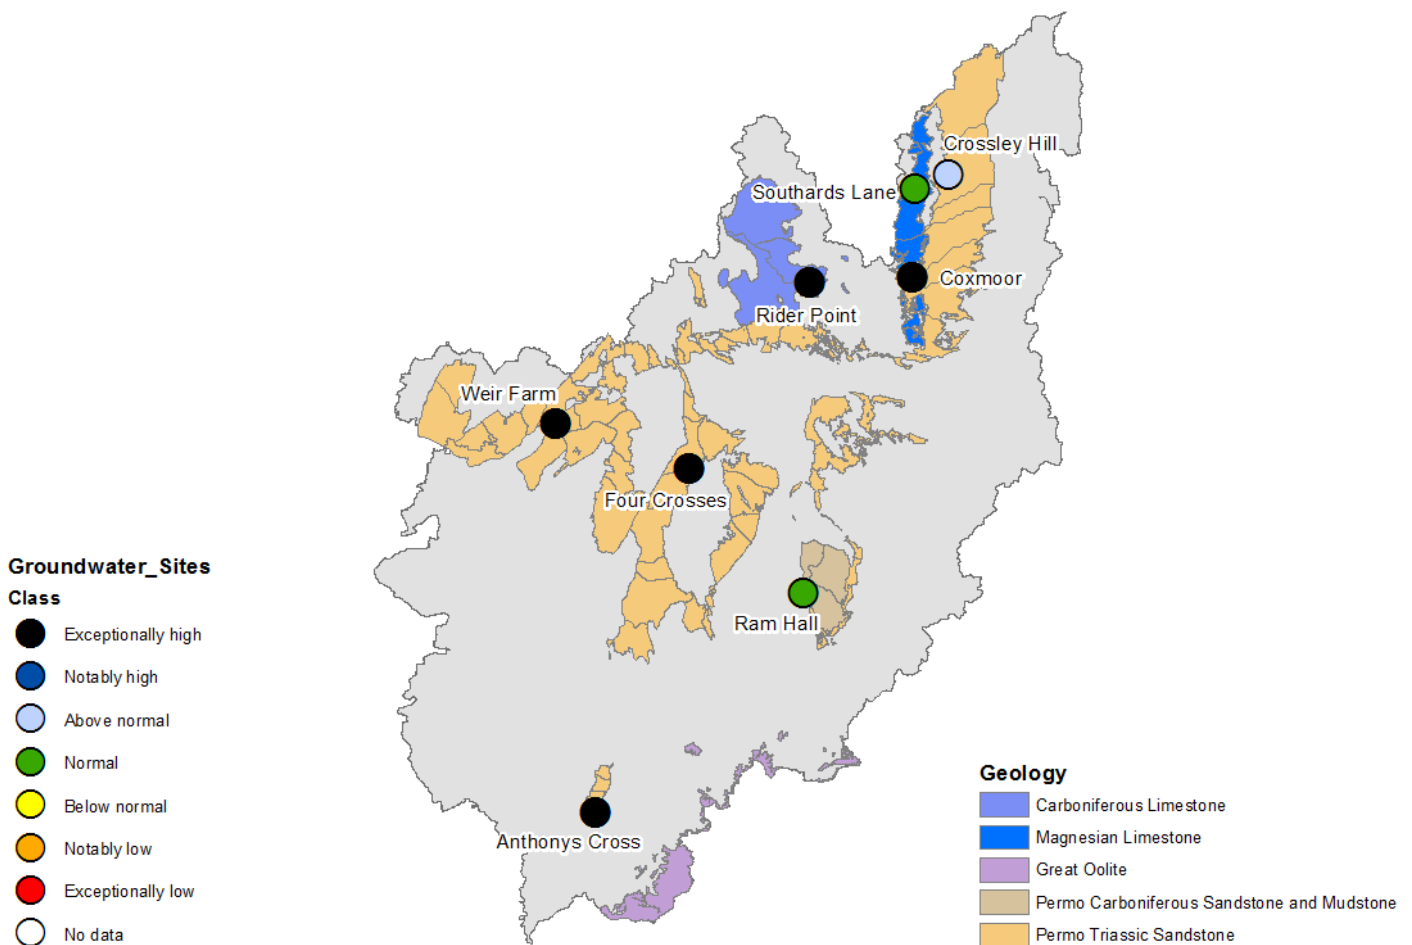 Crossley Hill
Southards Lane
Coxmoor
Rider Point
Weir Farm
Four Crosses
Ram Hall
Anthonys Cross
Groundwater_Sites
Class
Exceptionally high
Notably high
Above normal
Normal
Below normal
Notably low
Exceptionally low
No data
Geology
Carboniferous Limestone
Magnesian Limestone
Great Oolite
Permo Carboniferous Sandstone and Mudstone
Permo Triassic Sandstone